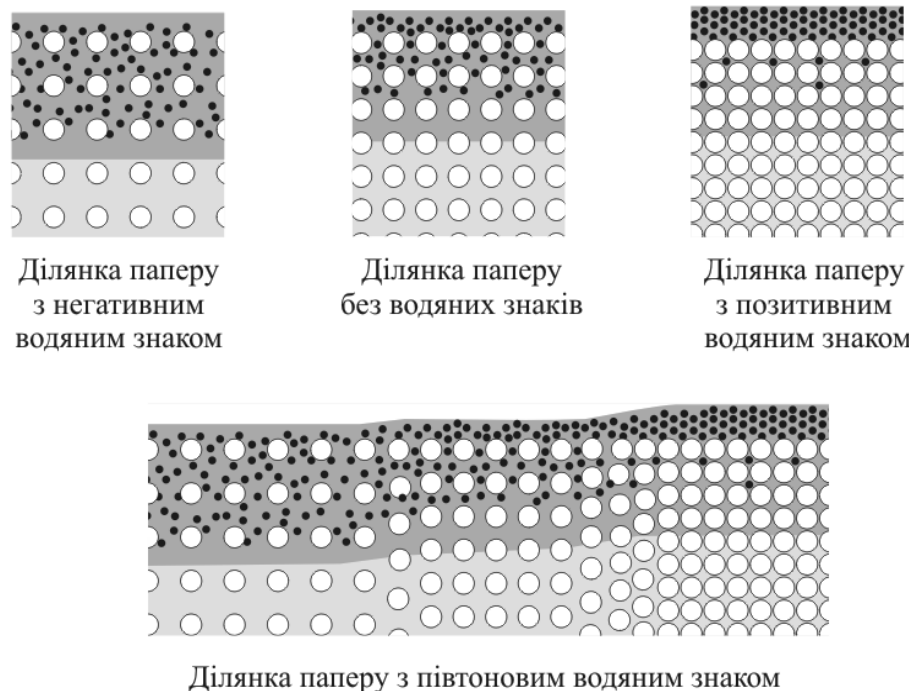 Ділянка паперу
з негативним
водяним знаком
Ділянка паперу
без водяних знаків
Ділянка паперу
з позитивним
водяним знаком
Ділянка паперу з півтоновим водяним знаком